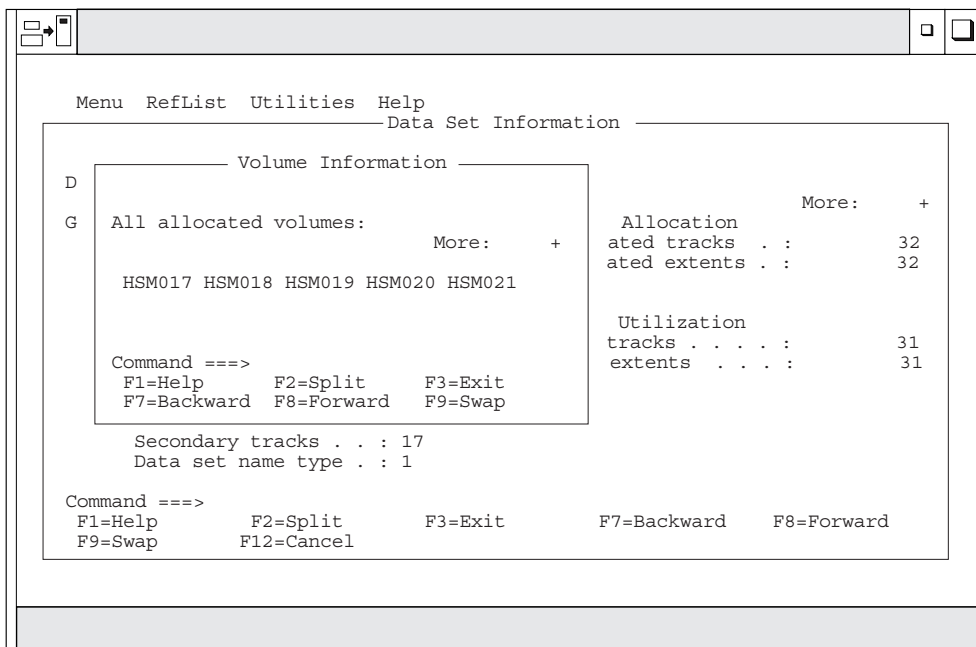 Menu RefList Utilities Help
Data Set Information
Volume Information
D
More: +
G All allocated volumes: Allocation
More: + ated tracks . : 32
ated extents . : 32
HSM017 HSM018 HSM019 HSM020 HSM021
Utilization
tracks . . . . : 31
Command ===> extents . . . : 31
F1=Help F2=Split F3=Exit
F7=Backward F8=Forward F9=Swap
Secondary tracks . . : 17
Data set name type . : 1
Command ===>
F1=Help F2=Split F3=Exit F7=Backward F8=Forward
F9=Swap F12=Cancel